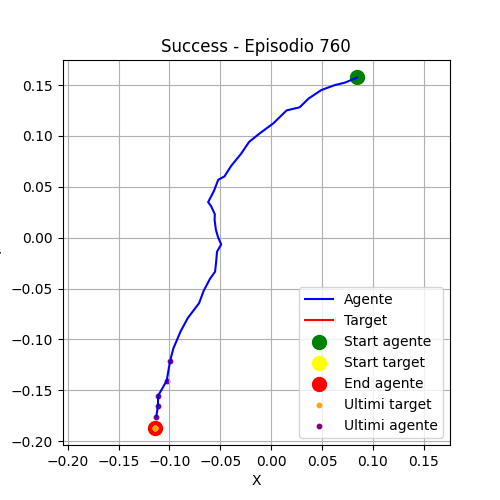 Success - Episodio 760
0.15
0.10
0.05
0.00
−0.05
−0.10
−0.15
−0.20
Agente
Target
Start agente
Start target
End agente
Ultimi target
Ultimi agente
−0.20 −0.15 −0.10 −0.05 0.00 0.05 0.10 0.15
X